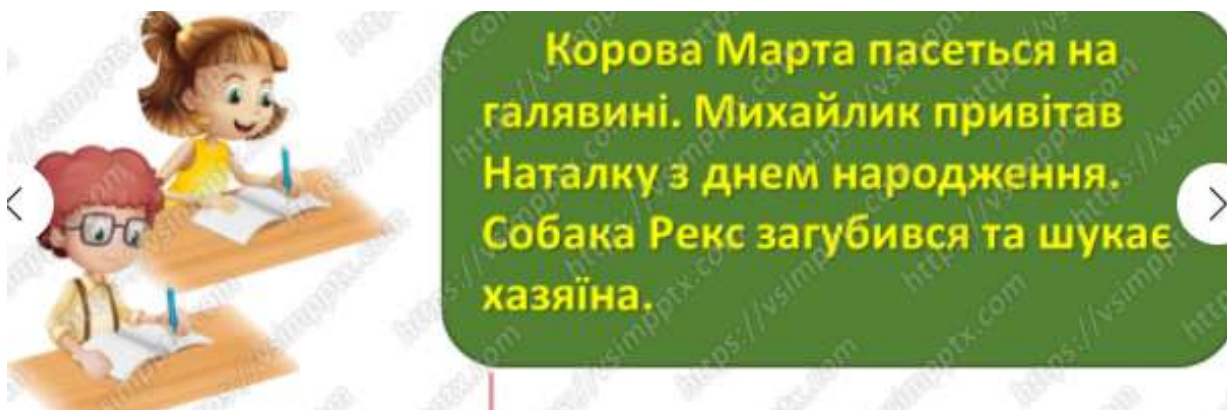 Корова Марта пасеться на
галявині. Михайлик привітав
Наталку з днем народження.
Собака Рекс загубився та шукає
хазяїна.